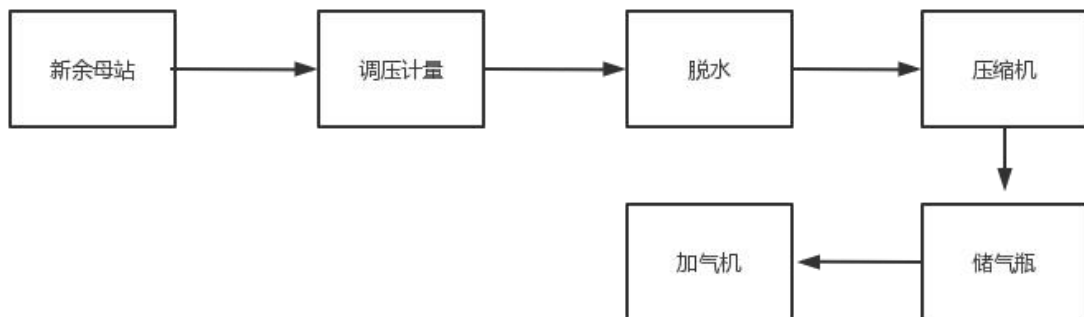 新余母站
调压计量
脱水
压缩机
加气机
储气瓶